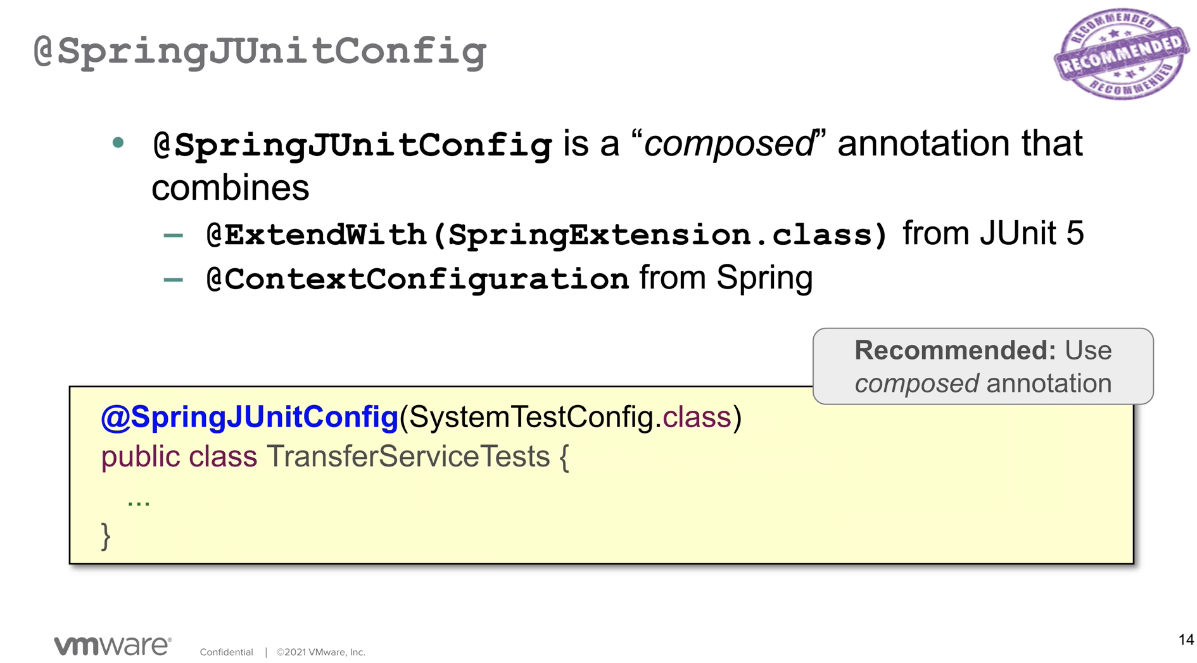 @SpringJUnitConfig
RECOMMENDED
RECOMMENDED
RECOMMENDED
• @SpringJUnitConfig is a “composed” annotation that
combines
– @ExtendWith(SpringExtension.class) from JUnit 5
– @ContextConfiguration from Spring
Recommended: Use
composed annotation
@SpringJUnitConfig(SystemTestConfig.class)
public class TransferServiceTests {
...
}
vmware®
Confidential | ©2021 VMware, Inc.
14